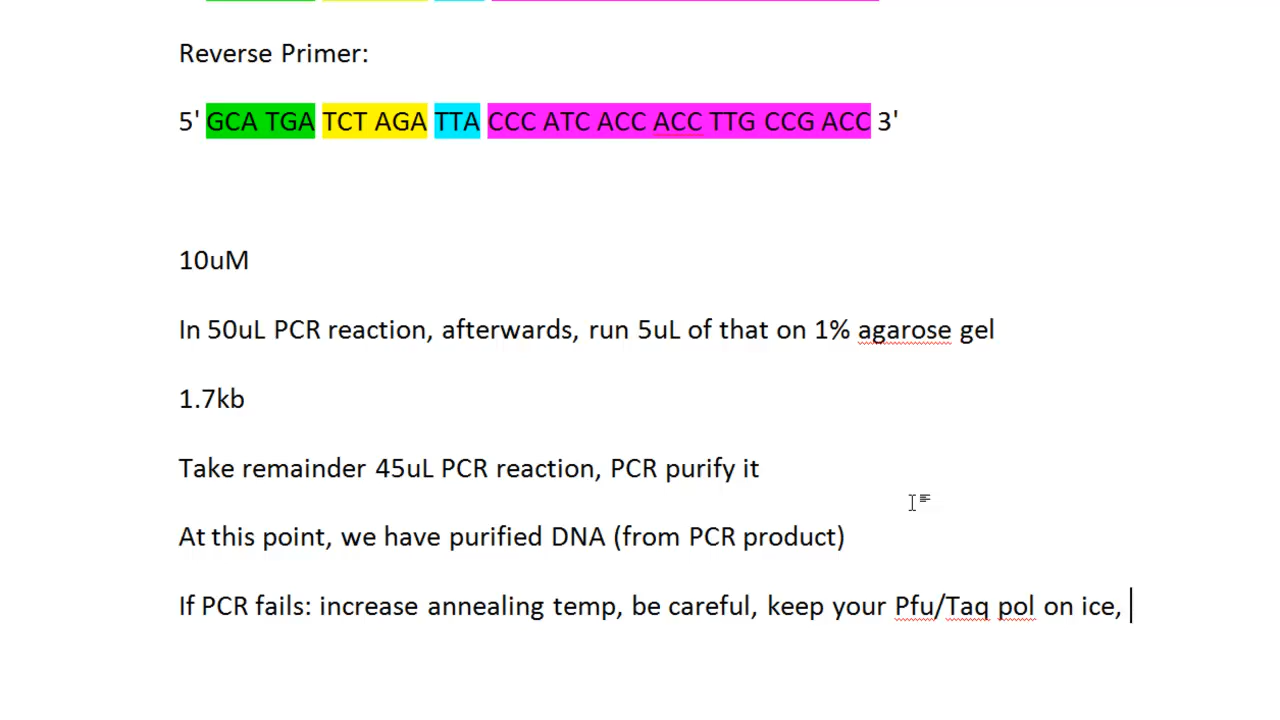 Reverse Primer:
5' GCA TGA TCT AGA TTA CCC ATC ACC ACC TTG CCG ACC 3'
10uM
In 50uL PCR reaction, afterwards, run 5uL of that on 1% agarose gel
1.7kb
Take remainder 45uL PCR reaction, PCR purify it
At this point, we have purified DNA (from PCR product)
If PCR fails: increase annealing temp, be careful, keep your Pfu/Taq pol on ice,